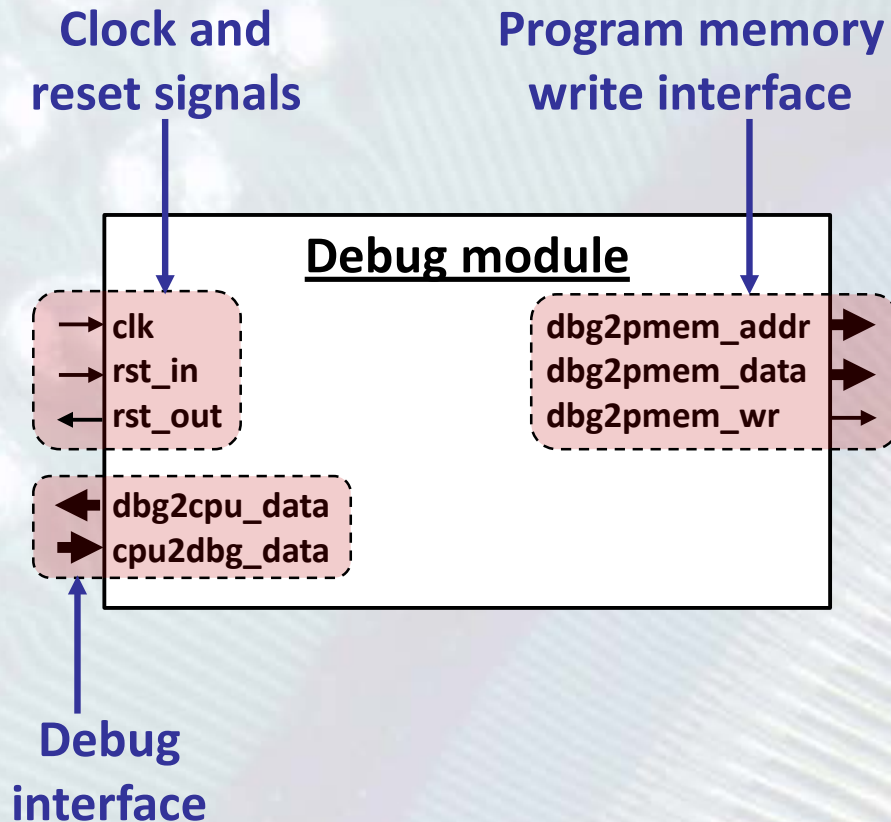 Clock and
reset signals
Program memory
write interface
Debug module
clk
rst_in
rst_out
dbg2pmem_addr
dbg2pmem_data
dbg2pmem_wr
dbg2cpu_data
cpu2dbg_data
Debug
interface